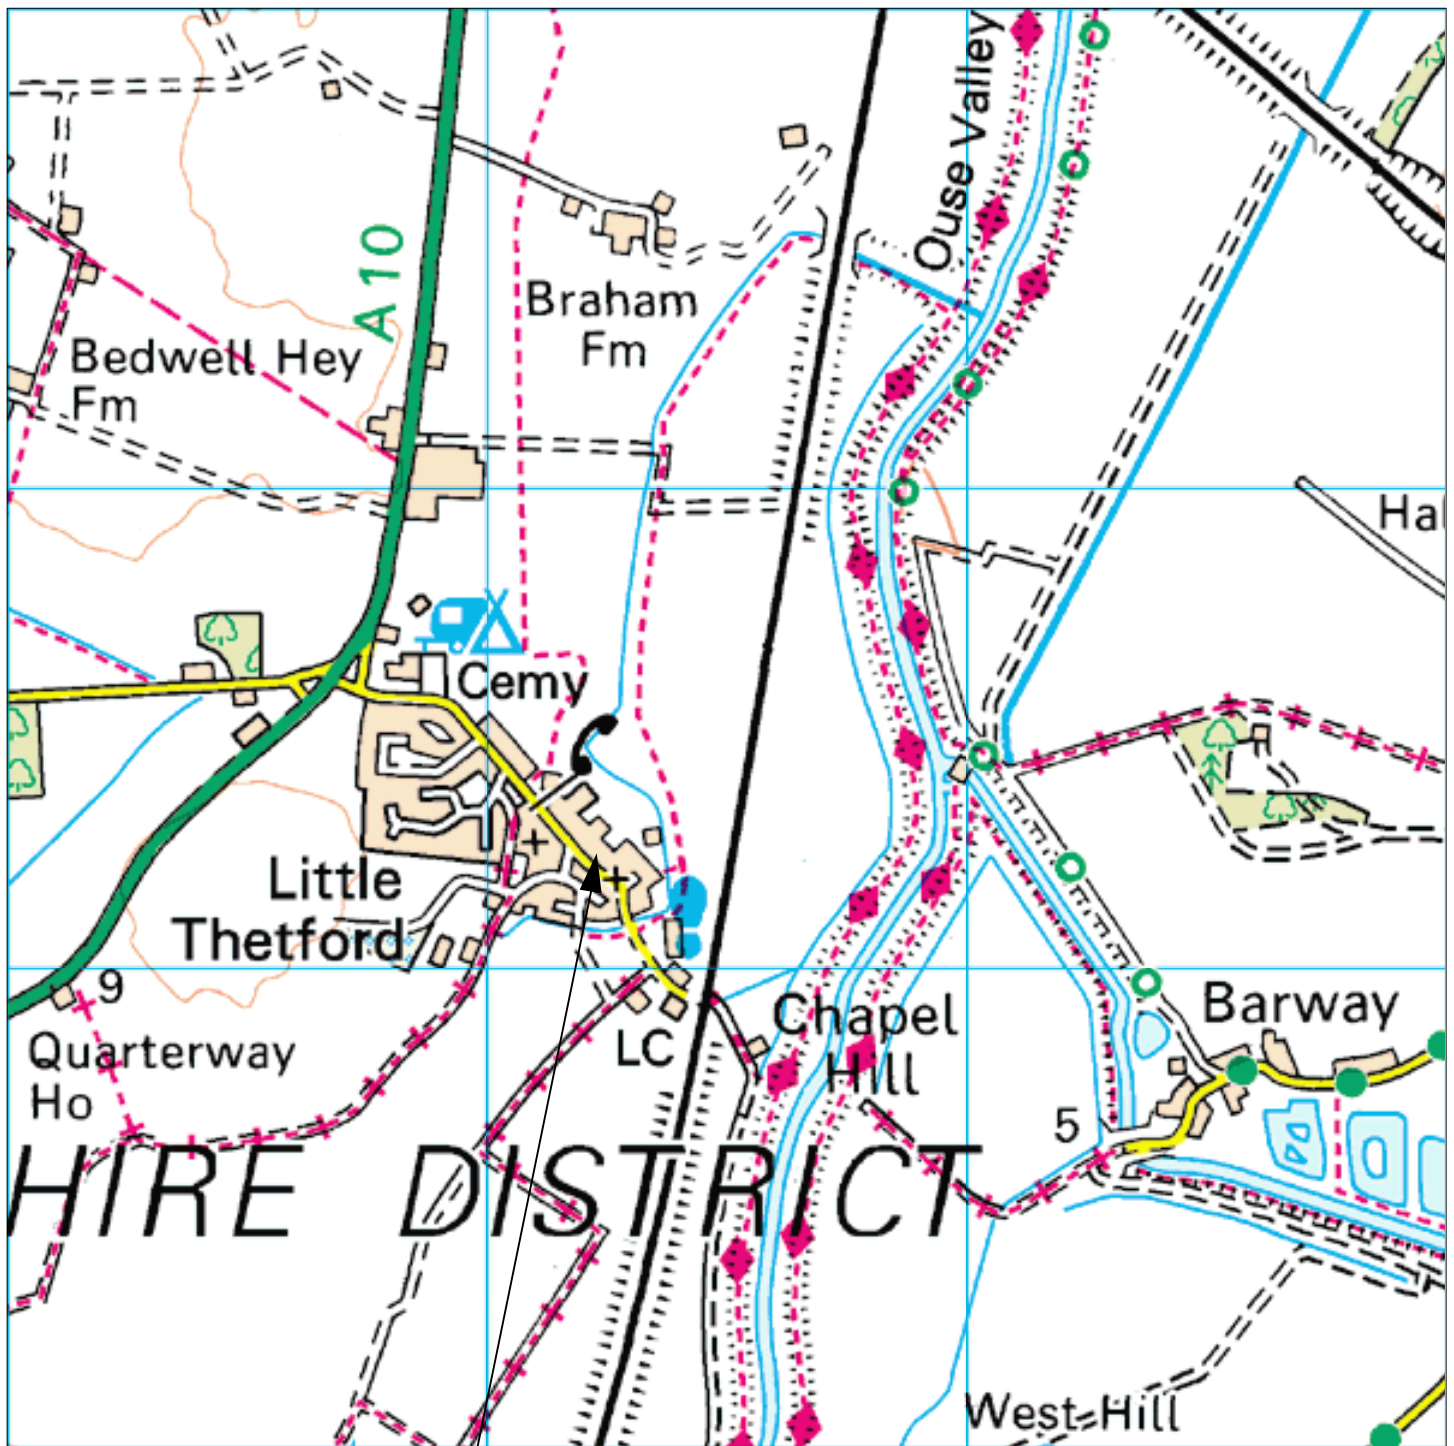 Ouse Valley
A 10
Braham
Fm
Bedwell Hey
Fm
Hal
Cemy
Little
Thetford
9
Quarterway
Ho
LC
Chapel
Hill
Barway
5
HIRE DISTRICT
West Hill